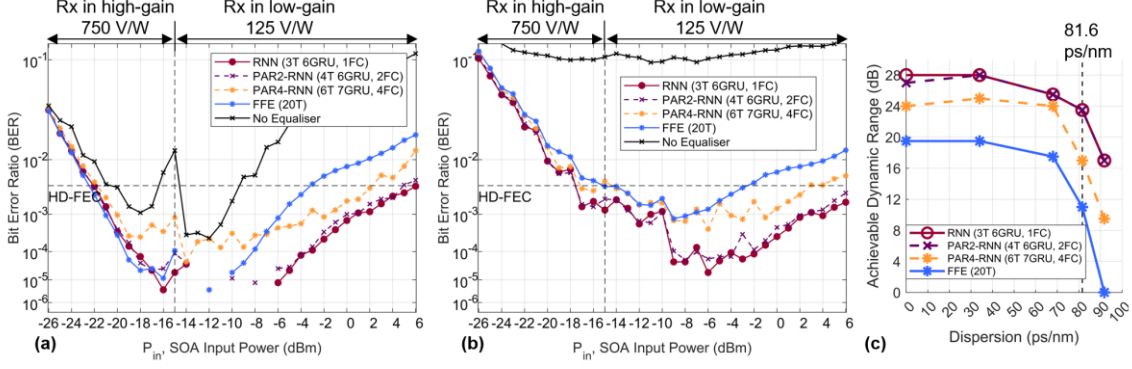 Rx in high-gain
Rx in low-gain
750 V/W
125 V/W
10⁻¹
10⁻²
10⁻³
10⁻⁴
10⁻⁵
10⁻⁶
Bit Error Ratio (BER)
HD-FEC
RNN (3T 6GRU, 1FC)
PAR2-RNN (4T 6GRU, 2FC)
PAR4-RNN (6T 7GRU, 4FC)
FFE (20T)
No Equaliser
-26 -24 -22 -20 -18 -16 -14 -12 -10 -8 -6 -4 -2 0 2 4 6
(a)
P_in, SOA Input Power (dBm)
Rx in high-gain
Rx in low-gain
750 V/W
125 V/W
10⁻¹
10⁻²
10⁻³
10⁻⁴
10⁻⁵
10⁻⁶
Bit Error Ratio (BER)
HD-FEC
RNN (3T 6GRU, 1FC)
PAR2-RNN (4T 6GRU, 2FC)
PAR4-RNN (6T 7GRU, 4FC)
FFE (20T)
No Equaliser
-26 -24 -22 -20 -18 -16 -14 -12 -10 -8 -6 -4 -2 0 2 4 6
(b)
P_in, SOA Input Power (dBm)
81.6
ps/nm
Achievable Dynamic Range (dB)
32
28
24
20
16
12
8
4
0
RNN (3T 6GRU, 1FC)
PAR2-RNN (4T 6GRU, 2FC)
PAR4-RNN (6T 7GRU, 4FC)
FFE (20T)
0 10 20 30 40 50 60 70 80 90 100
(c)
Dispersion (ps/nm)